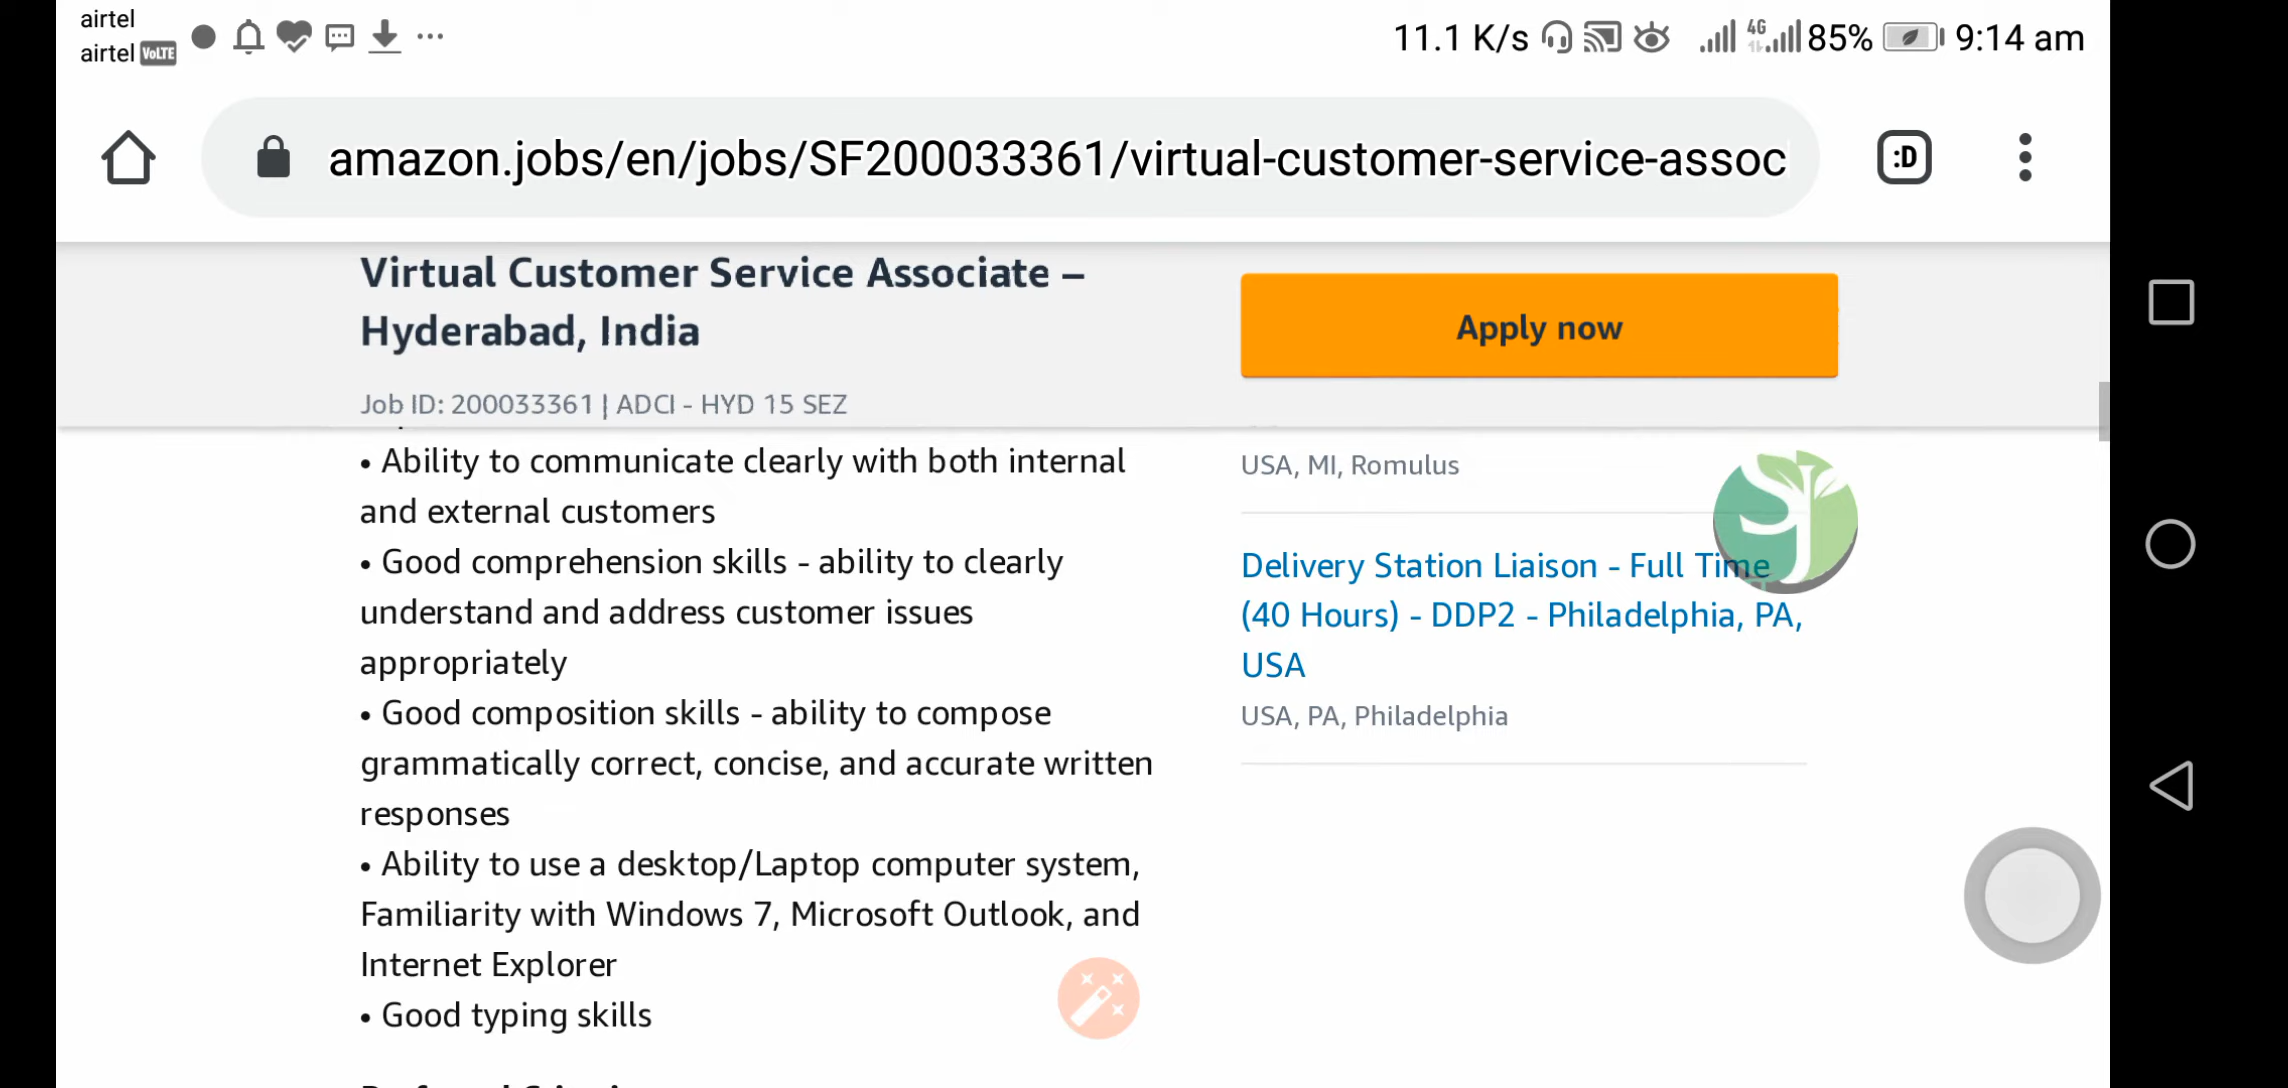 airtel
airtel VoLTE
11.1 K/s 4G 85% 9:14 am
amazon.jobs/en/jobs/SF200033361/virtual-customer-service-assoc
:D
Virtual Customer Service Associate –
Hyderabad, India
Apply now
Job ID: 200033361 | ADCI - HYD 15 SEZ
• Ability to communicate clearly with both internal
and external customers
• Good comprehension skills - ability to clearly
understand and address customer issues
appropriately
• Good composition skills - ability to compose
grammatically correct, concise, and accurate written
responses
• Ability to use a desktop/Laptop computer system,
Familiarity with Windows 7, Microsoft Outlook, and
Internet Explorer
• Good typing skills
USA, MI, Romulus
Delivery Station Liaison - Full Time
(40 Hours) - DDP2 - Philadelphia, PA,
USA
USA, PA, Philadelphia